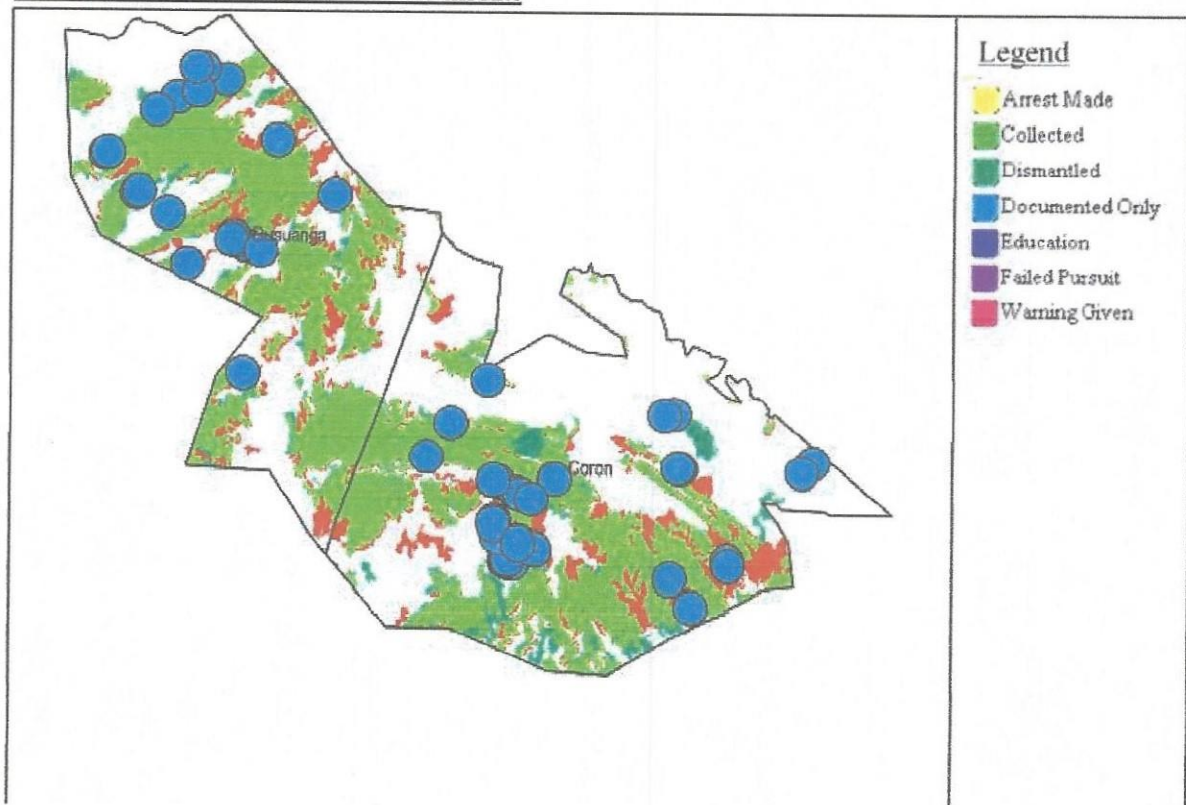 Legend
Arrest Made
Collected
Dismantled
Documented Only
Education
Failed Pursuit
Warning Given
Coron